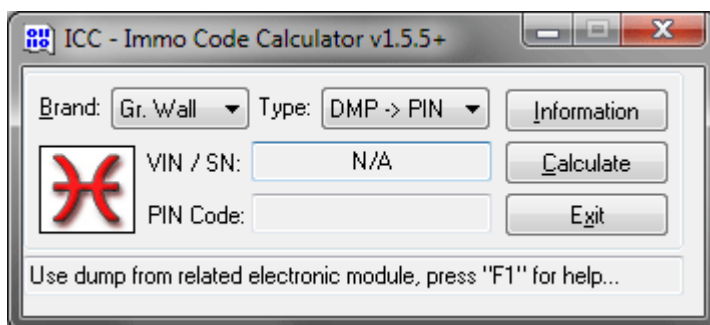 ICC - Immo Code Calculator v1.5.5+
Brand: Gr. Wall Type: DMP -> PIN Information
VIN / SN: N/A Calculate
PIN Code: Exit
Use dump from related electronic module, press "F1" for help...